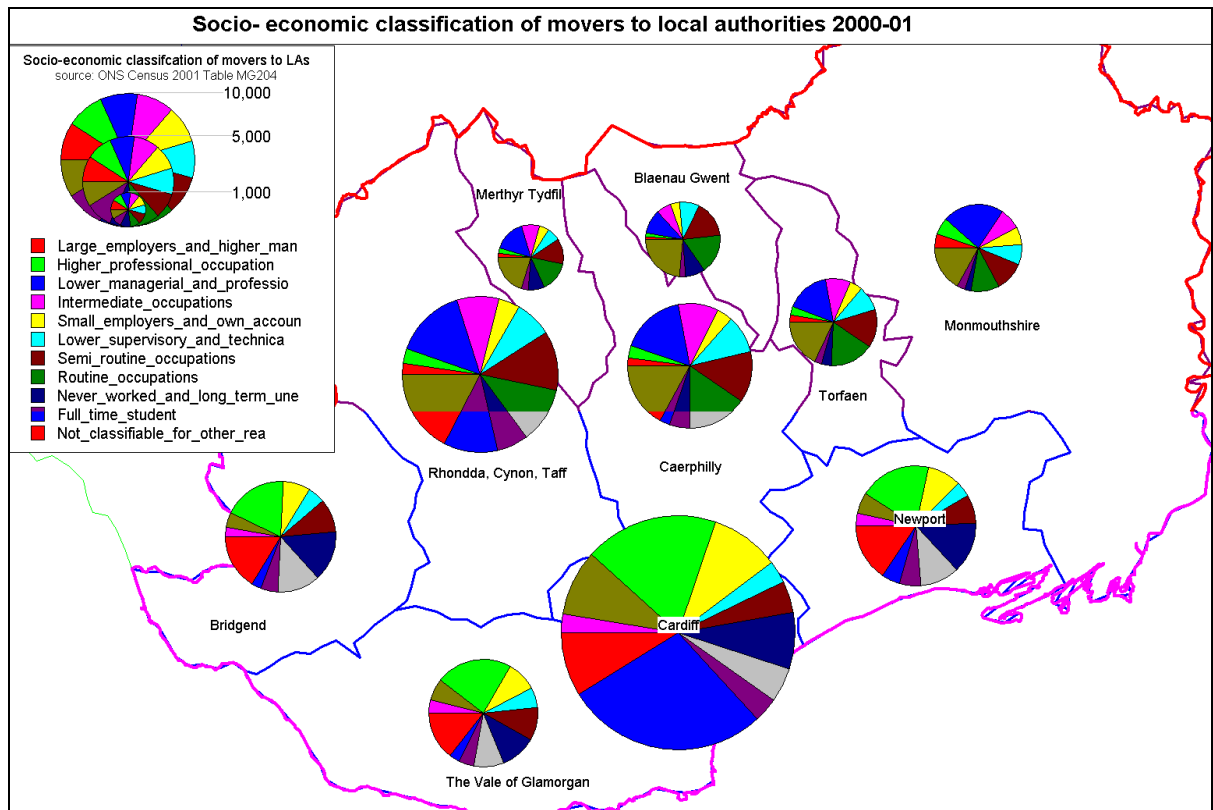 Socio- economic classification of movers to local authorities 2000-01
Socio-economic classifcation of movers to LAs
source: ONS Census 2001 Table MG204
10,000
5,000
1,000
Large_employers_and_higher_man
Higher_professional_occupation
Lower_managerial_and_professio
Intermediate_occupations
Small_employers_and_own_accoun
Lower_supervisory_and_technica
Semi_routine_occupations
Routine_occupations
Never_worked_and_long_term_une
Full_time_student
Not_classifiable_for_other_rea
Merthyr Tydfil
Blaenau Gwent
Monmouthshire
Torfaen
Rhondda, Cynon, Taff
Caerphilly
Newport
Bridgend
Cardiff
The Vale of Glamorgan